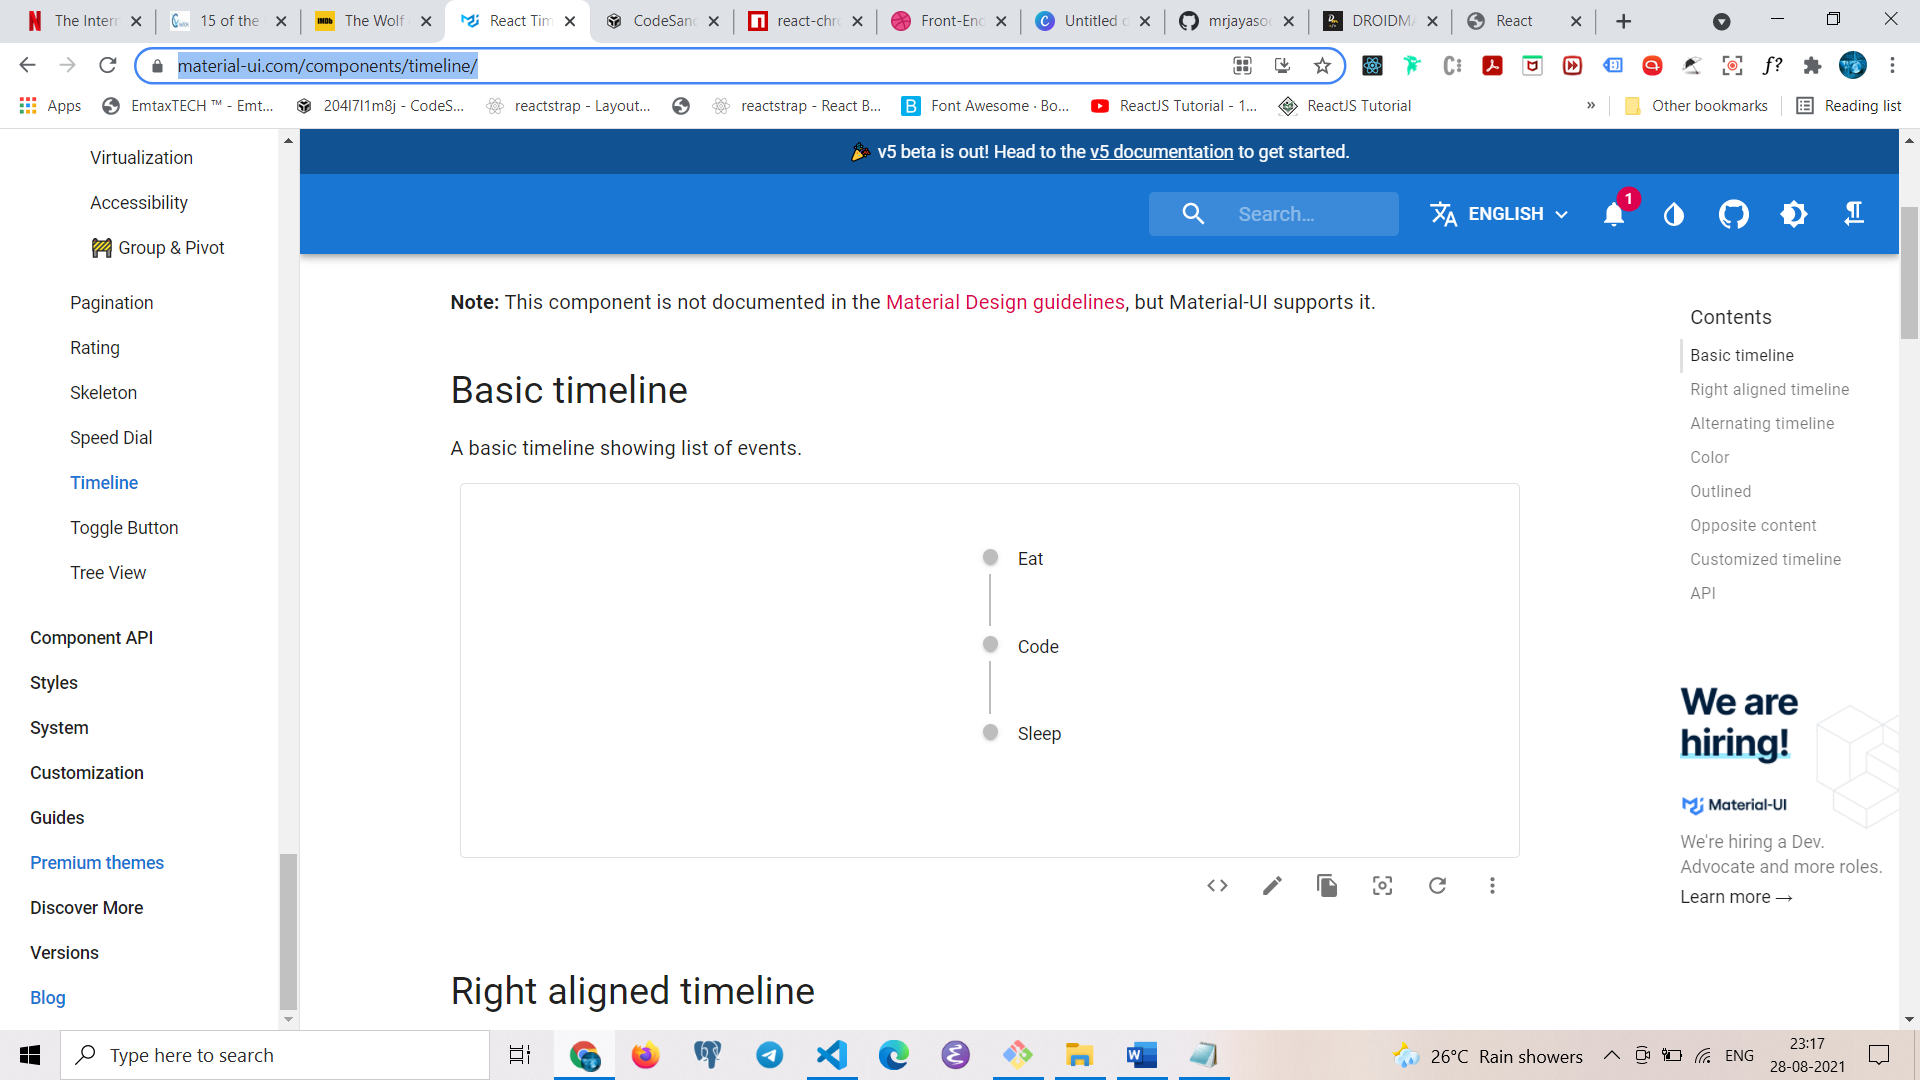 The Intern
15 of the
The Wolf
React Tim
CodeSand
react-chro
Front-End
Untitled d
mrjayasoo
DROIDMA
React
material-ui.com/components/timeline/
Apps
EmtaxTECH ™ - Emt...
204l7l1m8j - CodeS...
reactstrap - Layout...
reactstrap - React B...
Font Awesome · Bo...
ReactJS Tutorial - 1...
ReactJS Tutorial
»
Other bookmarks
Reading list
v5 beta is out! Head to the v5 documentation to get started.
Search…
ENGLISH
1
Virtualization
Accessibility
Group & Pivot
Pagination
Rating
Skeleton
Speed Dial
Timeline
Toggle Button
Tree View
Component API
Styles
System
Customization
Guides
Premium themes
Discover More
Versions
Blog
Note: This component is not documented in the Material Design guidelines, but Material-UI supports it.
Basic timeline
A basic timeline showing list of events.
Eat
Code
Sleep
Right aligned timeline
Contents
Basic timeline
Right aligned timeline
Alternating timeline
Color
Outlined
Opposite content
Customized timeline
API
We are
hiring!
Material-UI
We're hiring a Dev.
Advocate and more roles.
Learn more →
Type here to search
26°C Rain showers
ENG
23:17
28-08-2021